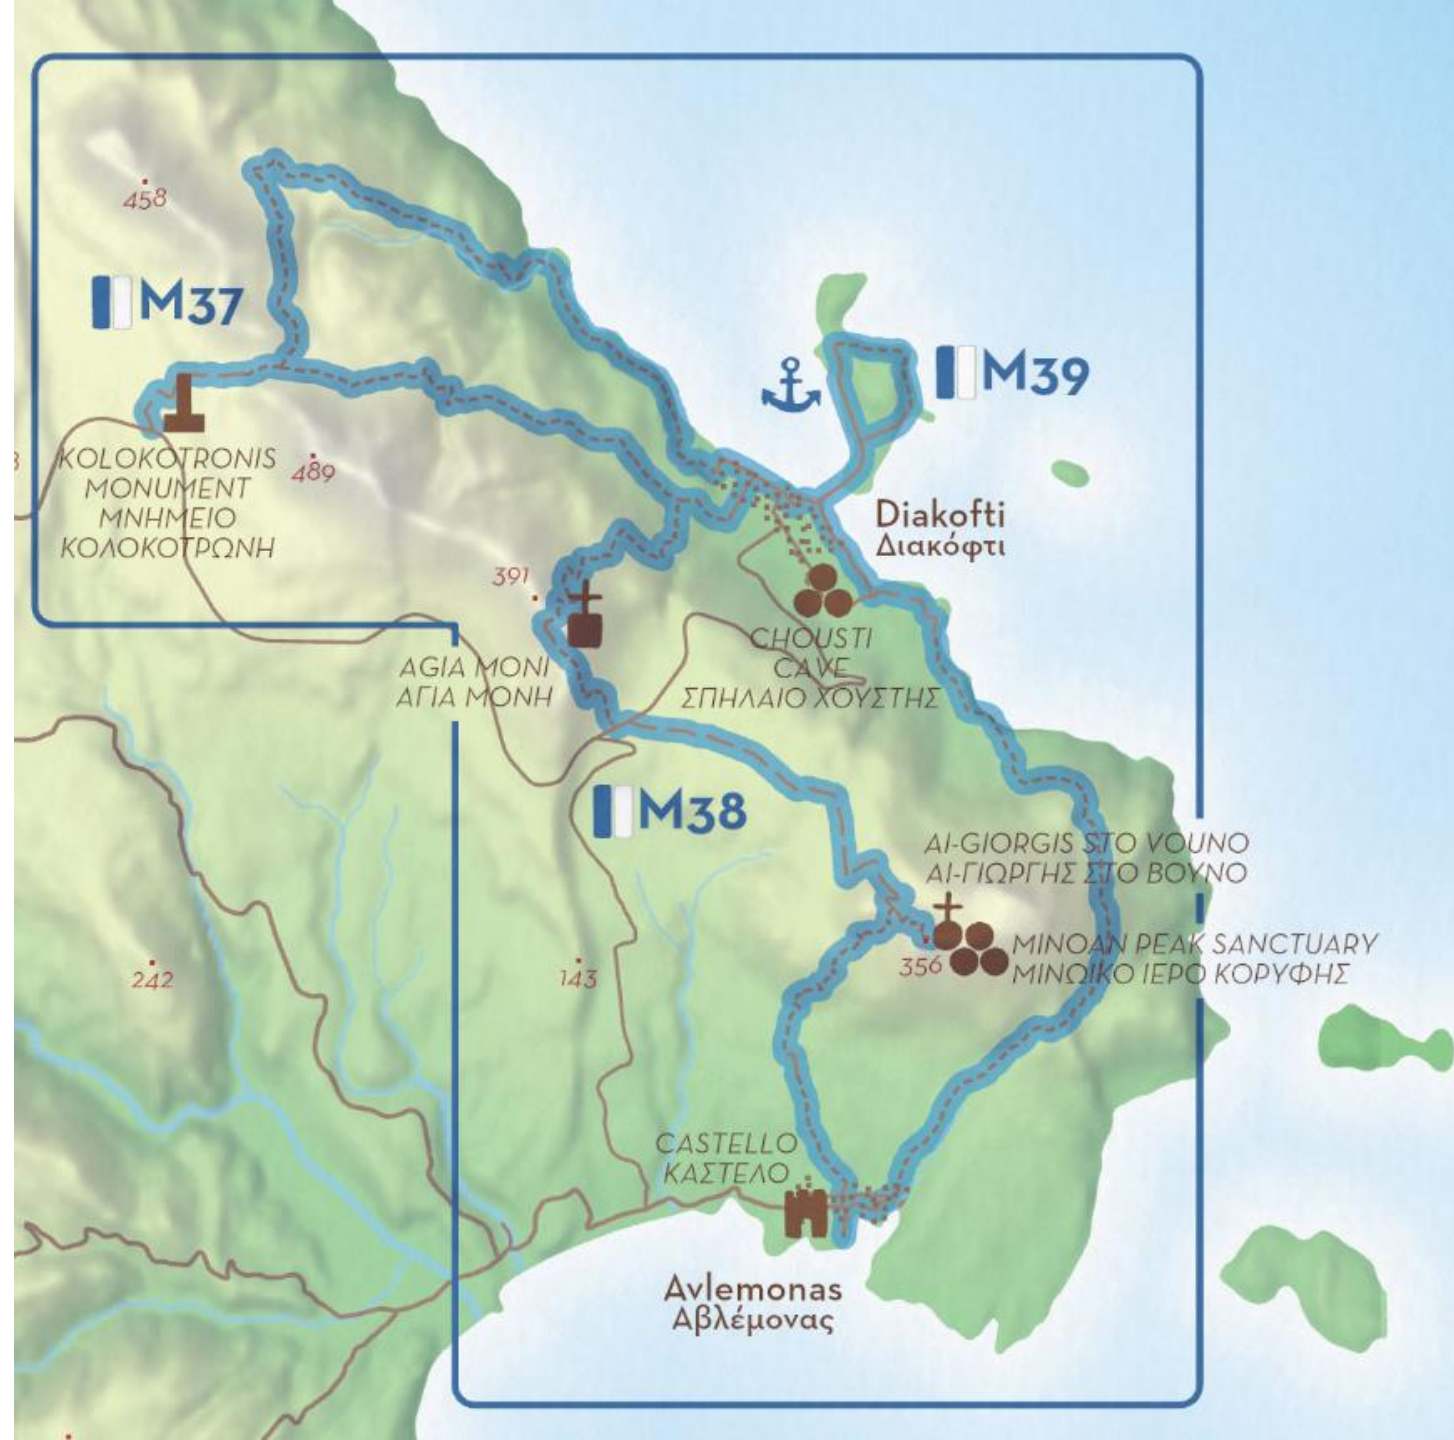 458
M37
M39
KOLOKOTRONIS
MONUMENT
ΜΝΗΜΕΙΟ
ΚΟΛΟΚΟΤΡΩΝΗ
489
Diakofti
Διακόφτι
391
CHOUSTI
CAVE
ΣΠΗΛΑΙΟ ΧΟΥΣΤΗΣ
AGIA MONI
ΑΓΙΑ ΜΟΝΗ
M38
AI-GIORGIS STO VOUNO
ΑΙ-ΓΙΩΡΓΗΣ ΣΤΟ ΒΟΥΝΟ
MINOAN PEAK SANCTUARY
ΜΙΝΩΙΚΟ ΙΕΡΟ ΚΟΡΥΦΗΣ
356
242
143
CASTELLO
ΚΑΣΤΕΛΟ
Avlemonas
Αβλέμονας